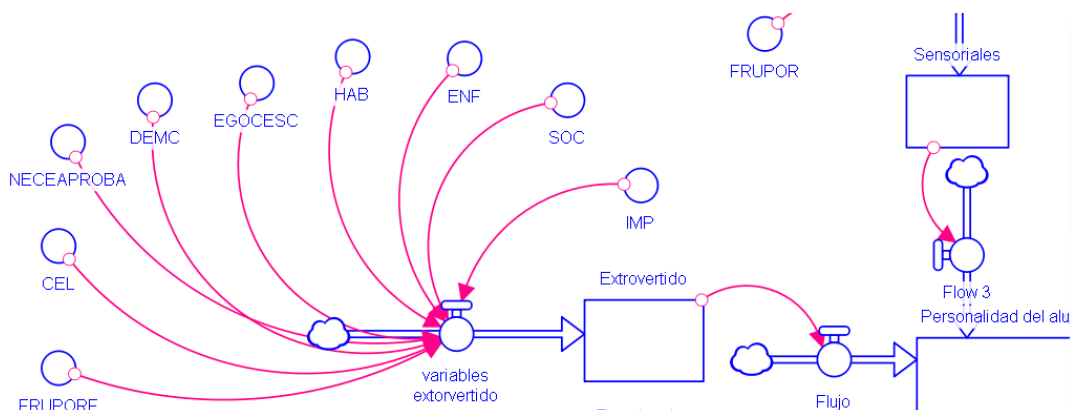 Sensoriales
FRUPOR
HAB
ENF
EGOCESC
DEMC
SOC
NECEAPROBA
IMP
CEL
Extrovertido
Flow 3
Personalidad del alu
variables
extorvertido
Flujo